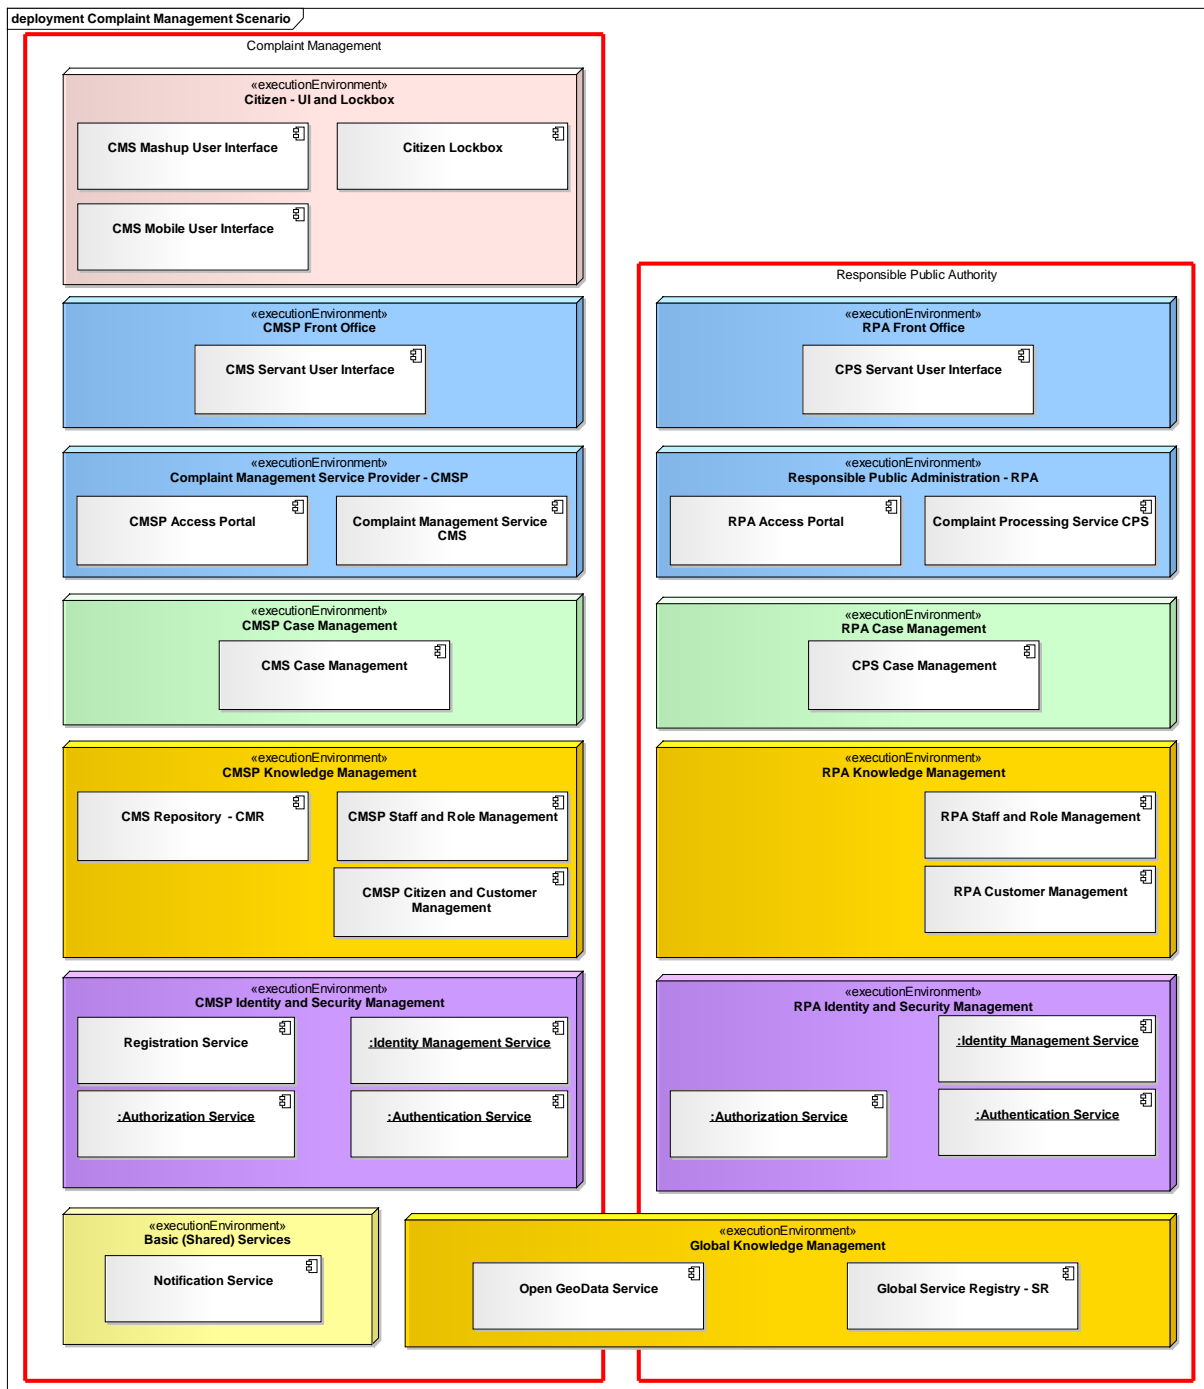 deployment Complaint Management Scenario
Complaint Management
«executionEnvironment»
Citizen - UI and Lockbox
CMS Mashup User Interface
Citizen Lockbox
CMS Mobile User Interface
Responsible Public Authority
«executionEnvironment»
CMSP Front Office
CMS Servant User Interface
«executionEnvironment»
RPA Front Office
CPS Servant User Interface
«executionEnvironment»
Complaint Management Service Provider - CMSP
CMSP Access Portal
Complaint Management Service
CMS
«executionEnvironment»
Responsible Public Administration - RPA
RPA Access Portal
Complaint Processing Service CPS
«executionEnvironment»
CMSP Case Management
CMS Case Management
«executionEnvironment»
RPA Case Management
CPS Case Management
«executionEnvironment»
CMSP Knowledge Management
CMS Repository - CMR
CMSP Staff and Role Management
CMSP Citizen and Customer
Management
«executionEnvironment»
RPA Knowledge Management
RPA Staff and Role Management
RPA Customer Management
«executionEnvironment»
CMSP Identity and Security Management
Registration Service
:Identity Management Service
:Authorization Service
:Authentication Service
«executionEnvironment»
RPA Identity and Security Management
:Identity Management Service
:Authorization Service
:Authentication Service
«executionEnvironment»
Basic (Shared) Services
Notification Service
«executionEnvironment»
Global Knowledge Management
Open GeoData Service
Global Service Registry - SR